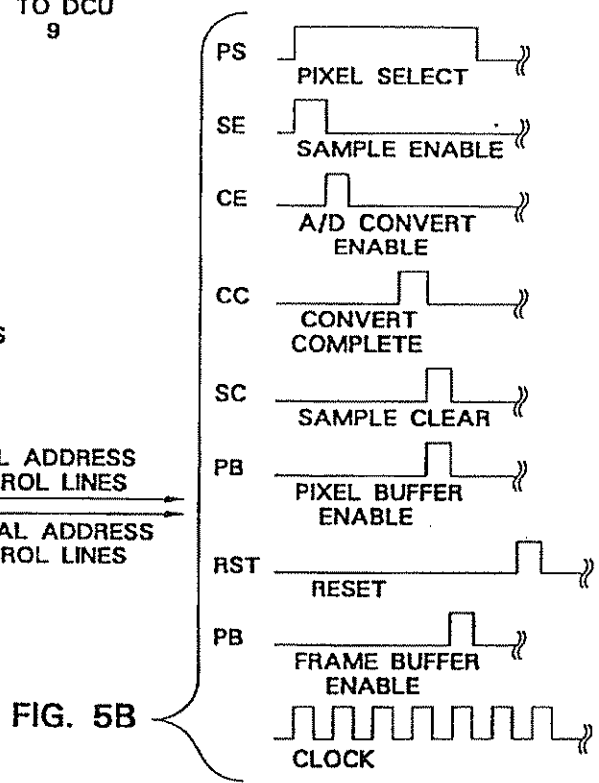 TO DCU
9
PS
PIXEL SELECT
SE
SAMPLE ENABLE
CE
A/D CONVERT
ENABLE
CC
CONVERT
COMPLETE
SC
SAMPLE CLEAR
L ADDRESS
PB
ROL LINES
PIXEL BUFFER
ENABLE
AL ADDRESS
ROL LINES
RST
RESET
PB
FRAME BUFFER
ENABLE
FIG. 5B
CLOCK